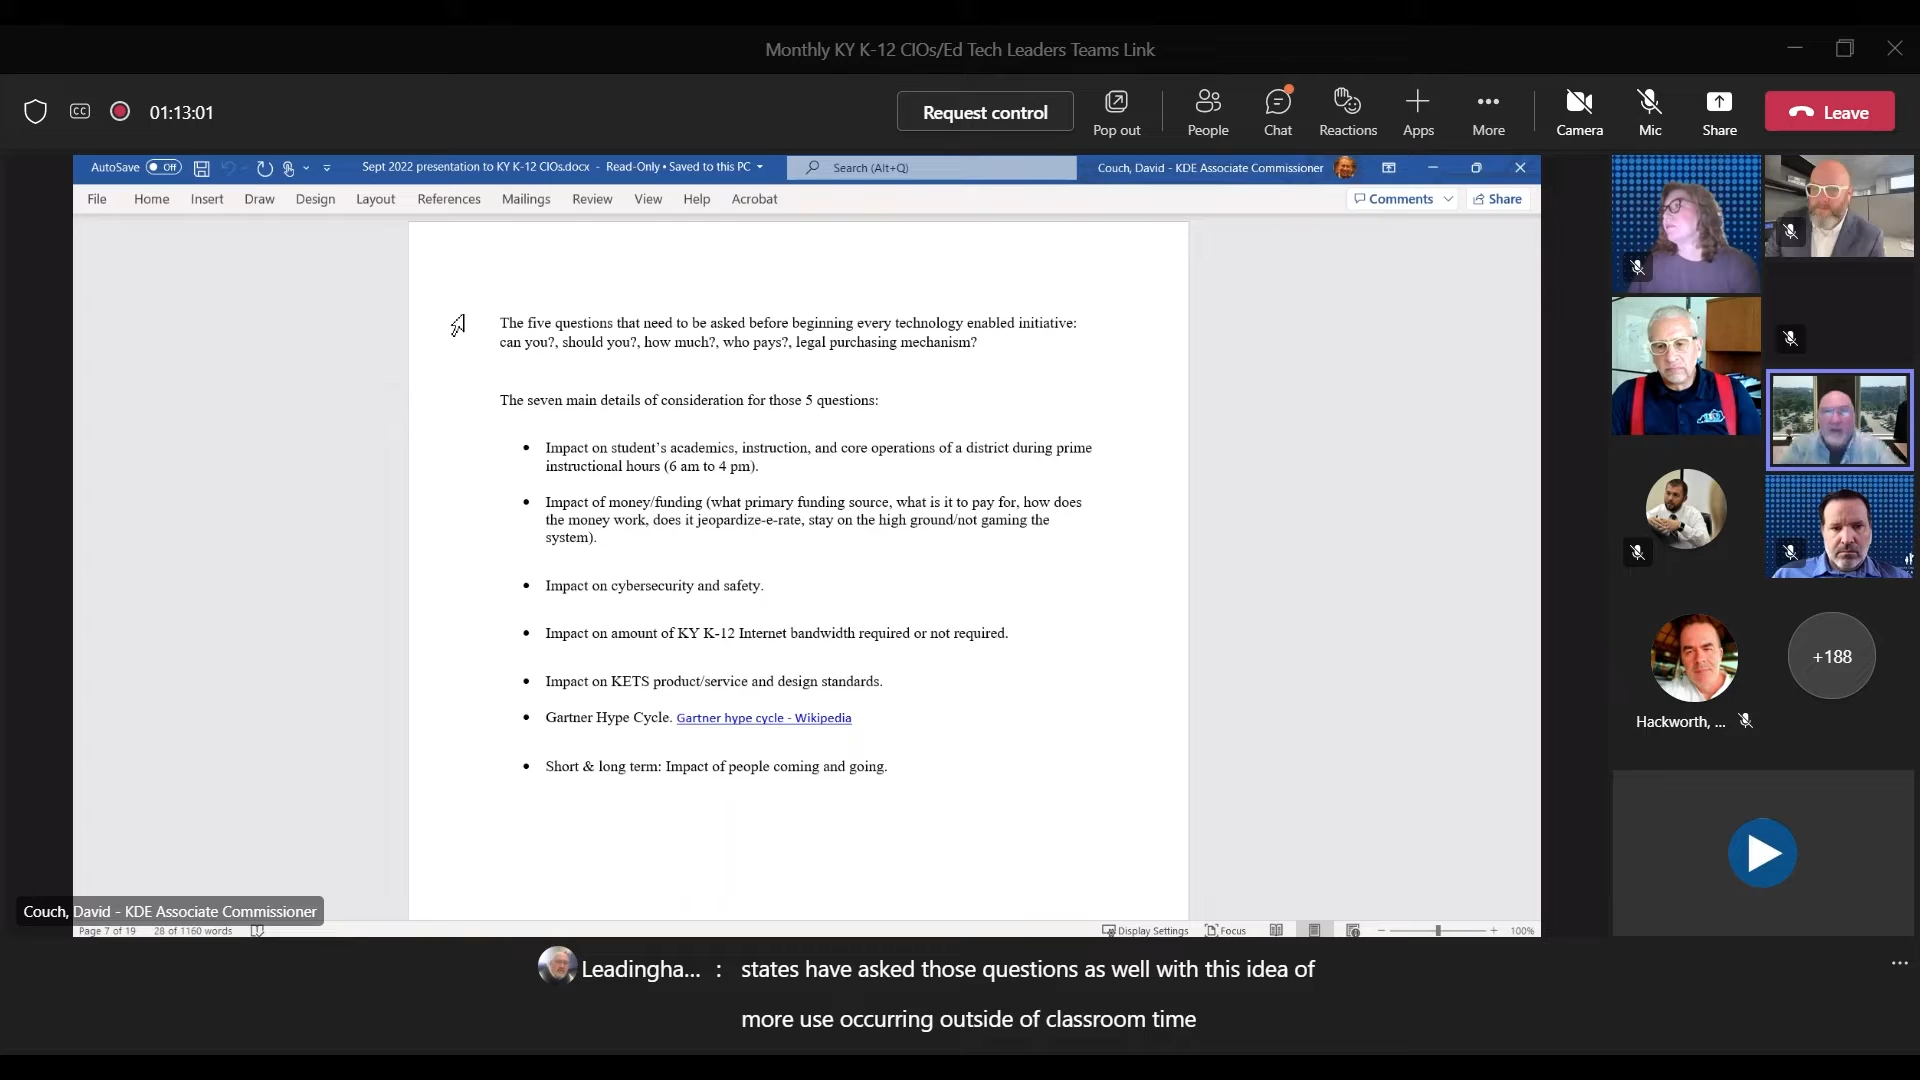 Monthly KY K-12 CIOs/Ed Tech Leaders Teams Link
CC
01:13:01
Request control
Pop out
People
Chat
Reactions
Apps
More
Camera
Mic
Share
Leave
AutoSave Off
Sept 2022 presentation to KY K-12 CIOs.docx - Read-Only • Saved to this PC
Search (Alt+Q)
Couch, David - KDE Associate Commissioner
File Home Insert Draw Design Layout References Mailings Review View Help Acrobat
Comments
Share
The five questions that need to be asked before beginning every technology enabled initiative:
can you?, should you?, how much?, who pays?, legal purchasing mechanism?
The seven main details of consideration for those 5 questions:
• Impact on student's academics, instruction, and core operations of a district during prime
instructional hours (6 am to 4 pm).
• Impact of money/funding (what primary funding source, what is it to pay for, how does
the money work, does it jeopardize-e-rate, stay on the high ground/not gaming the
system).
• Impact on cybersecurity and safety.
• Impact on amount of KY K-12 Internet bandwidth required or not required.
• Impact on KETS product/service and design standards.
• Gartner Hype Cycle. Gartner hype cycle - Wikipedia
• Short & long term: Impact of people coming and going.
+188
Hackworth, ...
Couch, David - KDE Associate Commissioner
Page 7 of 19 28 of 1160 words
Display Settings Focus
100%
Leadingha... : states have asked those questions as well with this idea of
more use occurring outside of classroom time